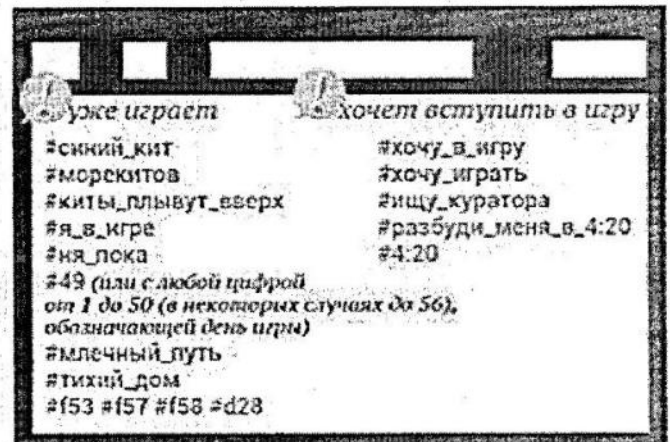 уже играет
#синий_кит
#морекитов
#киты_плывут_вверх
#я_в_игре
#ня_пока
#49 (или с любой цифрой
от 1 до 50 (в некоторых случаях до 56),
обозначающей день игры)
#млечный_путь
#тихий_дом
#f53 #f57 #f58 #d28
хочет вступить в игру
#хочу_в_игру
#хочу_играть
#ищу_куратора
#разбуди_меня_в_4:20
#4:20